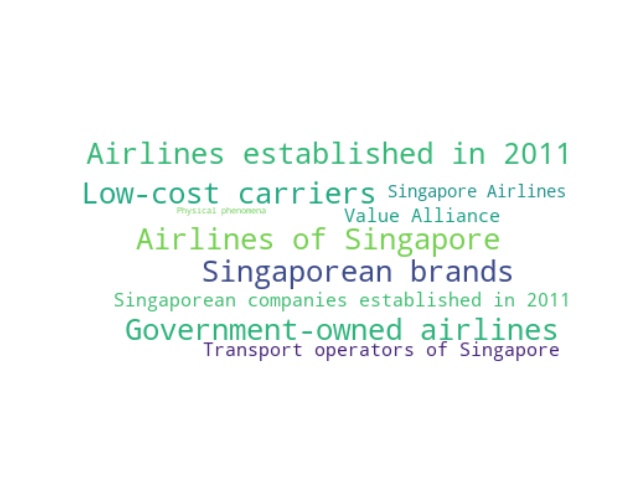 Airlines established in 2011
Low-cost carriers
Singapore Airlines
Physical phenomena
Value Alliance
Airlines of Singapore
Singaporean brands
Singaporean companies established in 2011
Government-owned airlines
Transport operators of Singapore